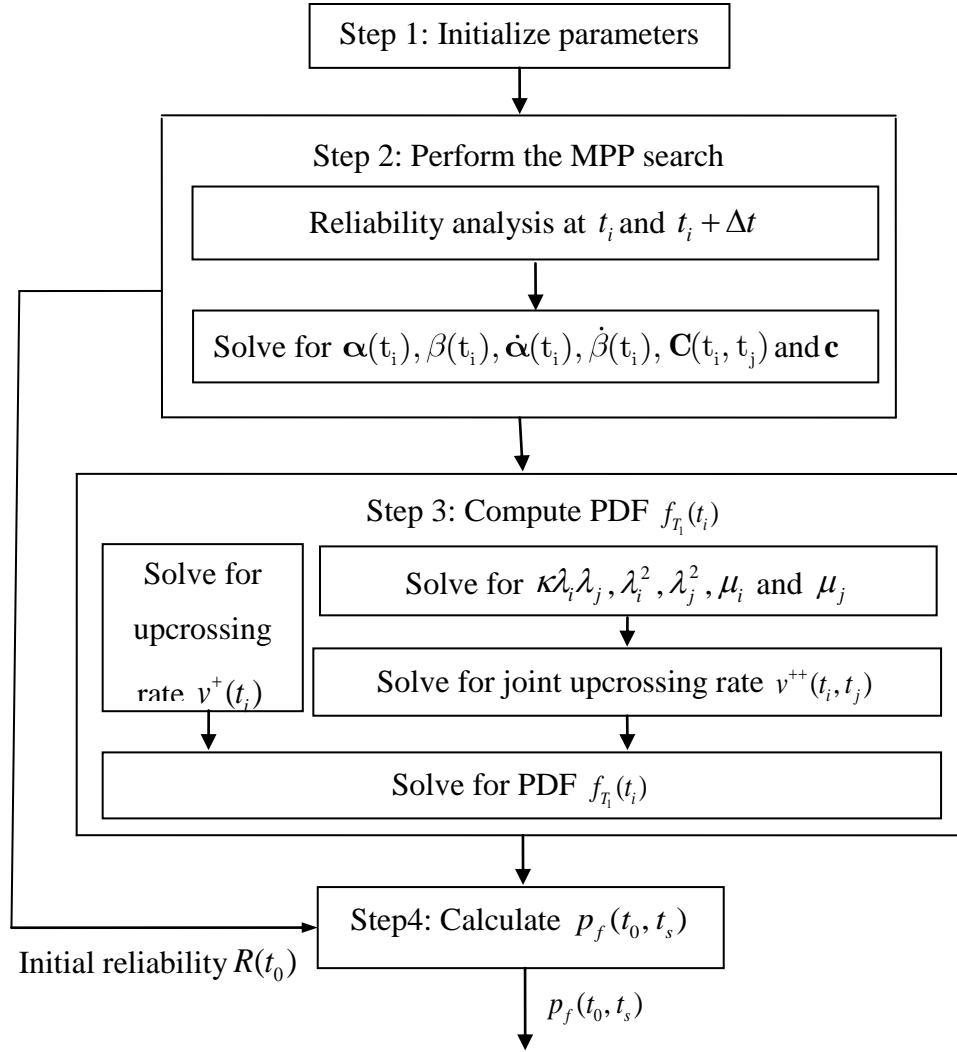 Step 1: Initialize parameters
Step 2: Perform the MPP search
Reliability analysis at tᵢ and tᵢ + Δt
Solve for α(tᵢ), β(tᵢ), α̇(tᵢ), β̇(tᵢ), C(tᵢ, tⱼ) and c
Step 3: Compute PDF f_{T₁}(tᵢ)
Solve for
upcrossing
rate v⁺(tᵢ)
Solve for κλᵢλⱼ, λᵢ², λⱼ², μᵢ and μⱼ
Solve for joint upcrossing rate v⁺⁺(tᵢ, tⱼ)
Solve for PDF f_{T₁}(tᵢ)
Step4: Calculate p_f(t₀, tₛ)
Initial reliability R(t₀)
p_f(t₀, tₛ)